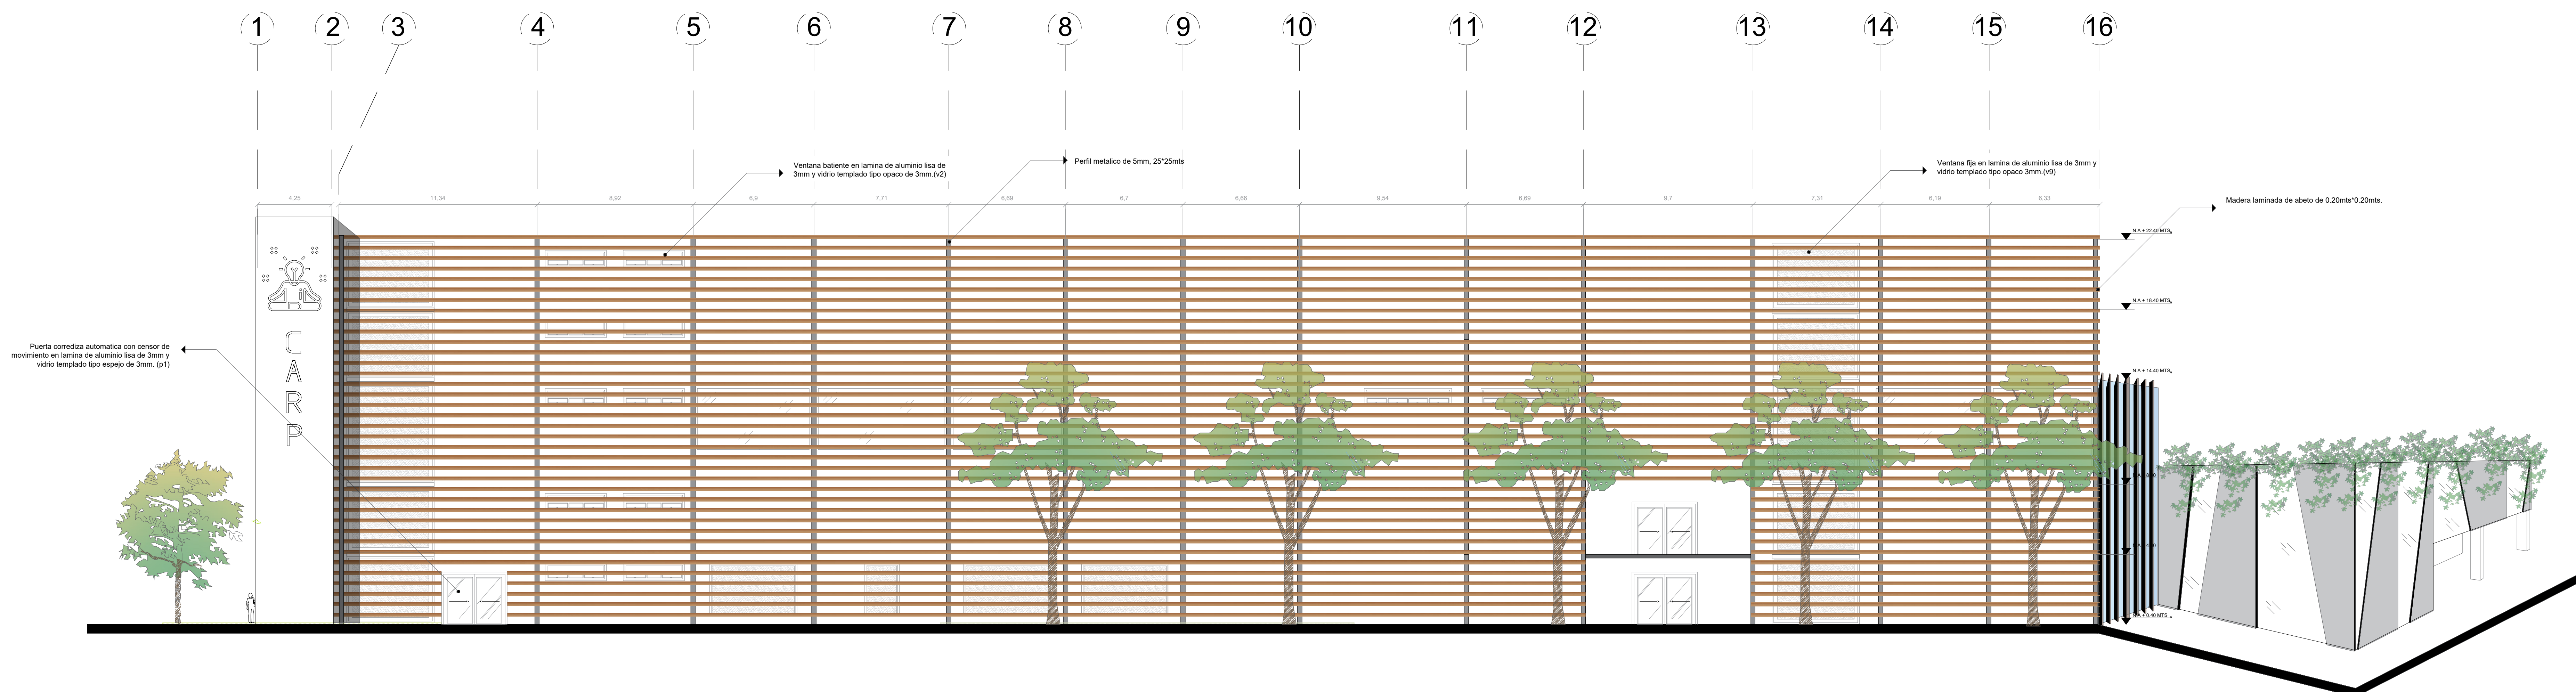 1 2 3 4 5 6 7 8 9 10 11 12 13 14 15 16
Ventana batiente en lamina de aluminio lisa de
3mm y vidrio templado tipo opaco de 3mm.(v2)
Perfil metalico de 5mm, 25*25mts
Ventana fija en lamina de aluminio lisa de 3mm y
vidrio templado tipo opaco 3mm.(v9)
Madera laminada de abeto de 0.20mts*0.20mts.
4,25 11,34 8,92 6,9 7,71 6,69 6,7 6,66 9,54 6,69 9,7 7,31 6,19 6,33
N.A + 22.40 MTS
N.A + 18.40 MTS
Puerta corrediza automatica con censor de
movimiento en lamina de aluminio lisa de 3mm y
vidrio templado tipo espejo de 3mm. (p1)
C
A
R
P
N.A + 14.40 MTS
N.A + 0.40 MTS